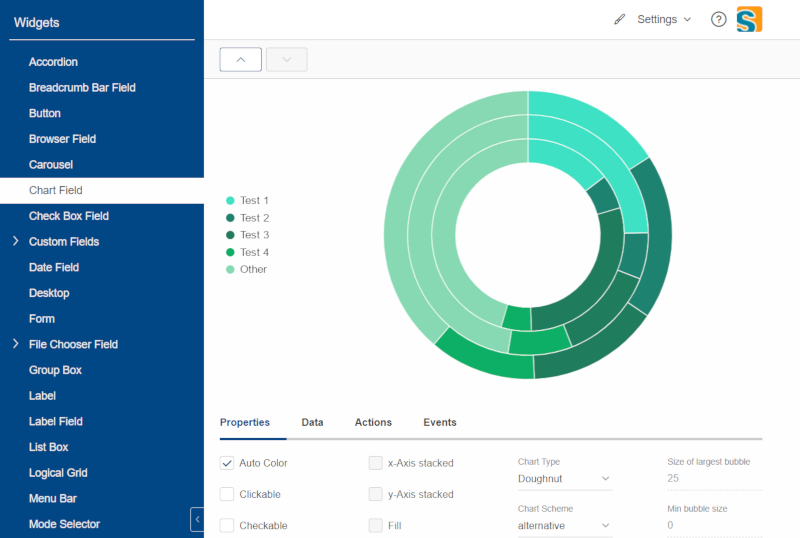 Widgets
Settings
?
Accordion
Breadcrumb Bar Field
Button
Browser Field
Carousel
Chart Field
Check Box Field
Custom Fields
Date Field
Desktop
Form
File Chooser Field
Group Box
Label
Label Field
List Box
Logical Grid
Menu Bar
Mode Selector
Test 1
Test 2
Test 3
Test 4
Other
Properties Data Actions Events
Auto Color
Clickable
Checkable
x-Axis stacked
y-Axis stacked
Fill
Chart Type
Doughnut
Chart Scheme
alternative
Size of largest bubble
25
Min bubble size
0